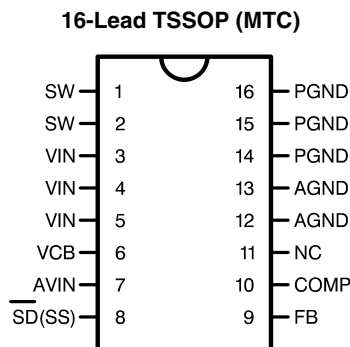 16-Lead TSSOP (MTC)
SW 1 16 PGND
SW 2 15 PGND
VIN 3 14 PGND
VIN 4 13 AGND
VIN 5 12 AGND
VCB 6 11 NC
AVIN 7 10 COMP
SD(SS) 8 9 FB